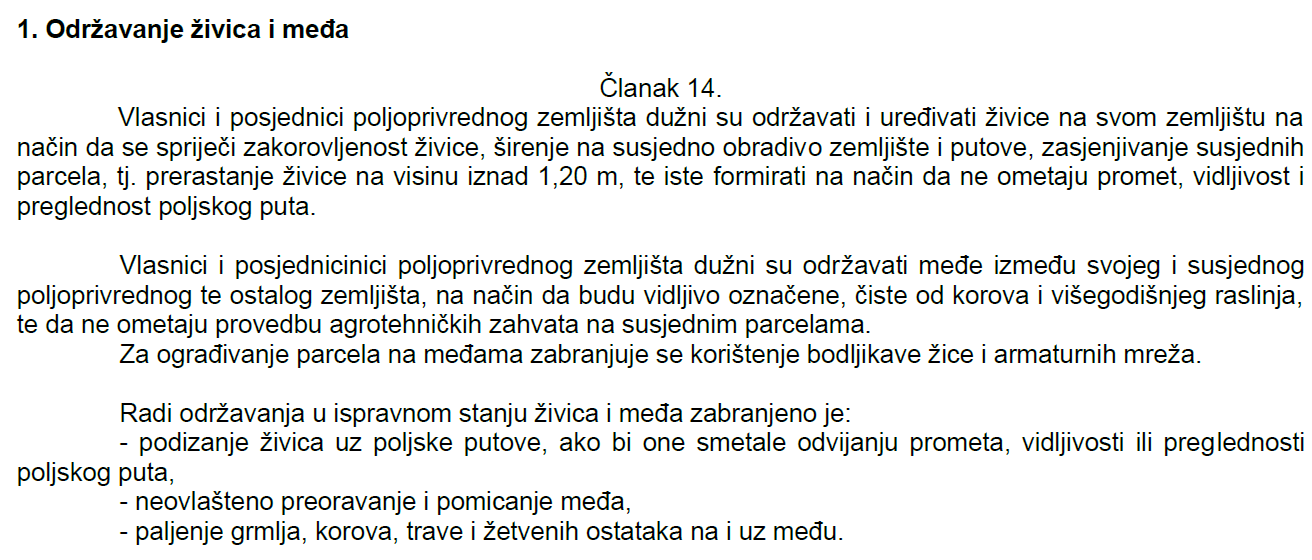 1. Održavanje živica i međa
Članak 14.
Vlasnici i posjednici poljoprivrednog zemljišta dužni su održavati i uređivati živice na svom zemljištu na
način da se spriječi zakorovljenost živice, širenje na susjedno obradivo zemljište i putove, zasjenjivanje susjednih
parcela, tj. prerastanje živice na visinu iznad 1,20 m, te iste formirati na način da ne ometaju promet, vidljivost i
preglednost poljskog puta.
Vlasnici i posjednicinici poljoprivrednog zemljišta dužni su održavati međe između svojeg i susjednog
poljoprivrednog te ostalog zemljišta, na način da budu vidljivo označene, čiste od korova i višegodišnjeg raslinja,
te da ne ometaju provedbu agrotehničkih zahvata na susjednim parcelama.
Za ograđivanje parcela na međama zabranjuje se korištenje bodljikave žice i armaturnih mreža.
Radi održavanja u ispravnom stanju živica i međa zabranjeno je:
- podizanje živica uz poljske putove, ako bi one smetale odvijanju prometa, vidljivosti ili preglednosti
poljskog puta,
- neovlašteno preoravanje i pomicanje međa,
- paljenje grmlja, korova, trave i žetvenih ostataka na i uz među.